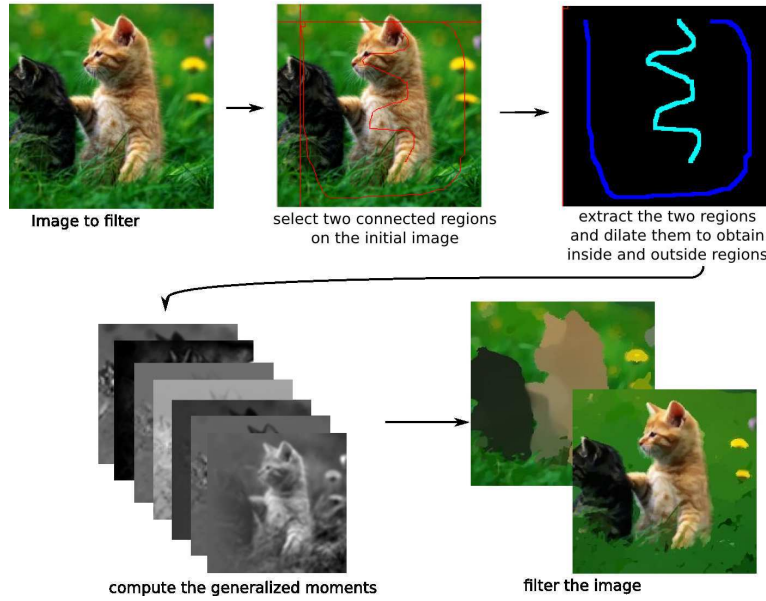 Image to filter
select two connected regions
on the initial image
extract the two regions
and dilate them to obtain
inside and outside regions
compute the generalized moments
filter the image